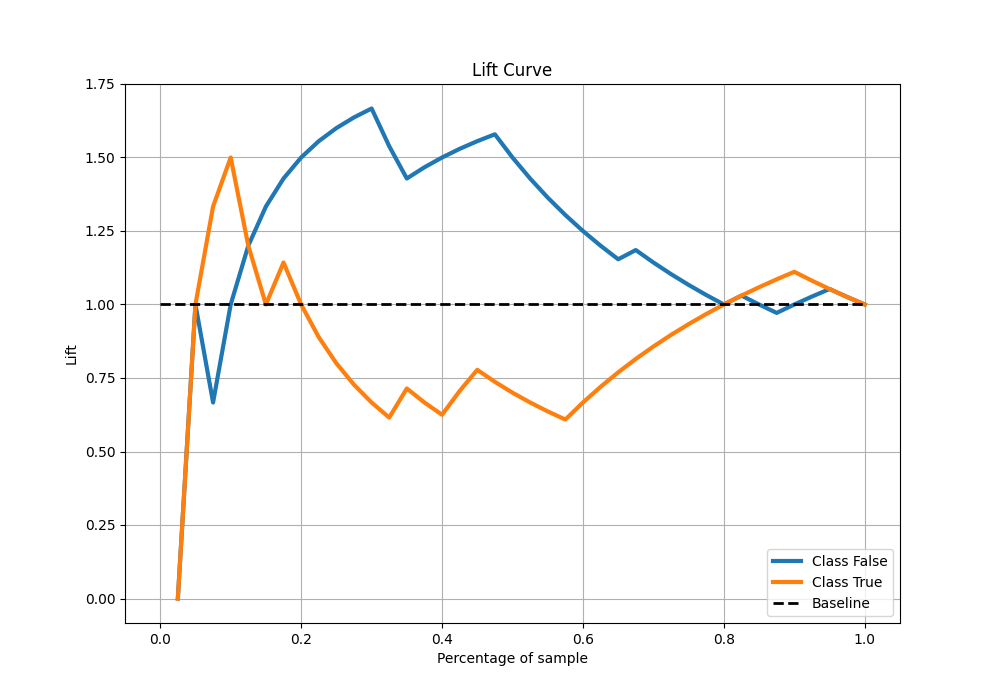 Lift Curve
1.75
1.50
1.25
1.00
0.75
0.50
0.25
0.00
Lift
0.0 0.2 0.4 0.6 0.8 1.0
Percentage of sample
Class False
Class True
Baseline